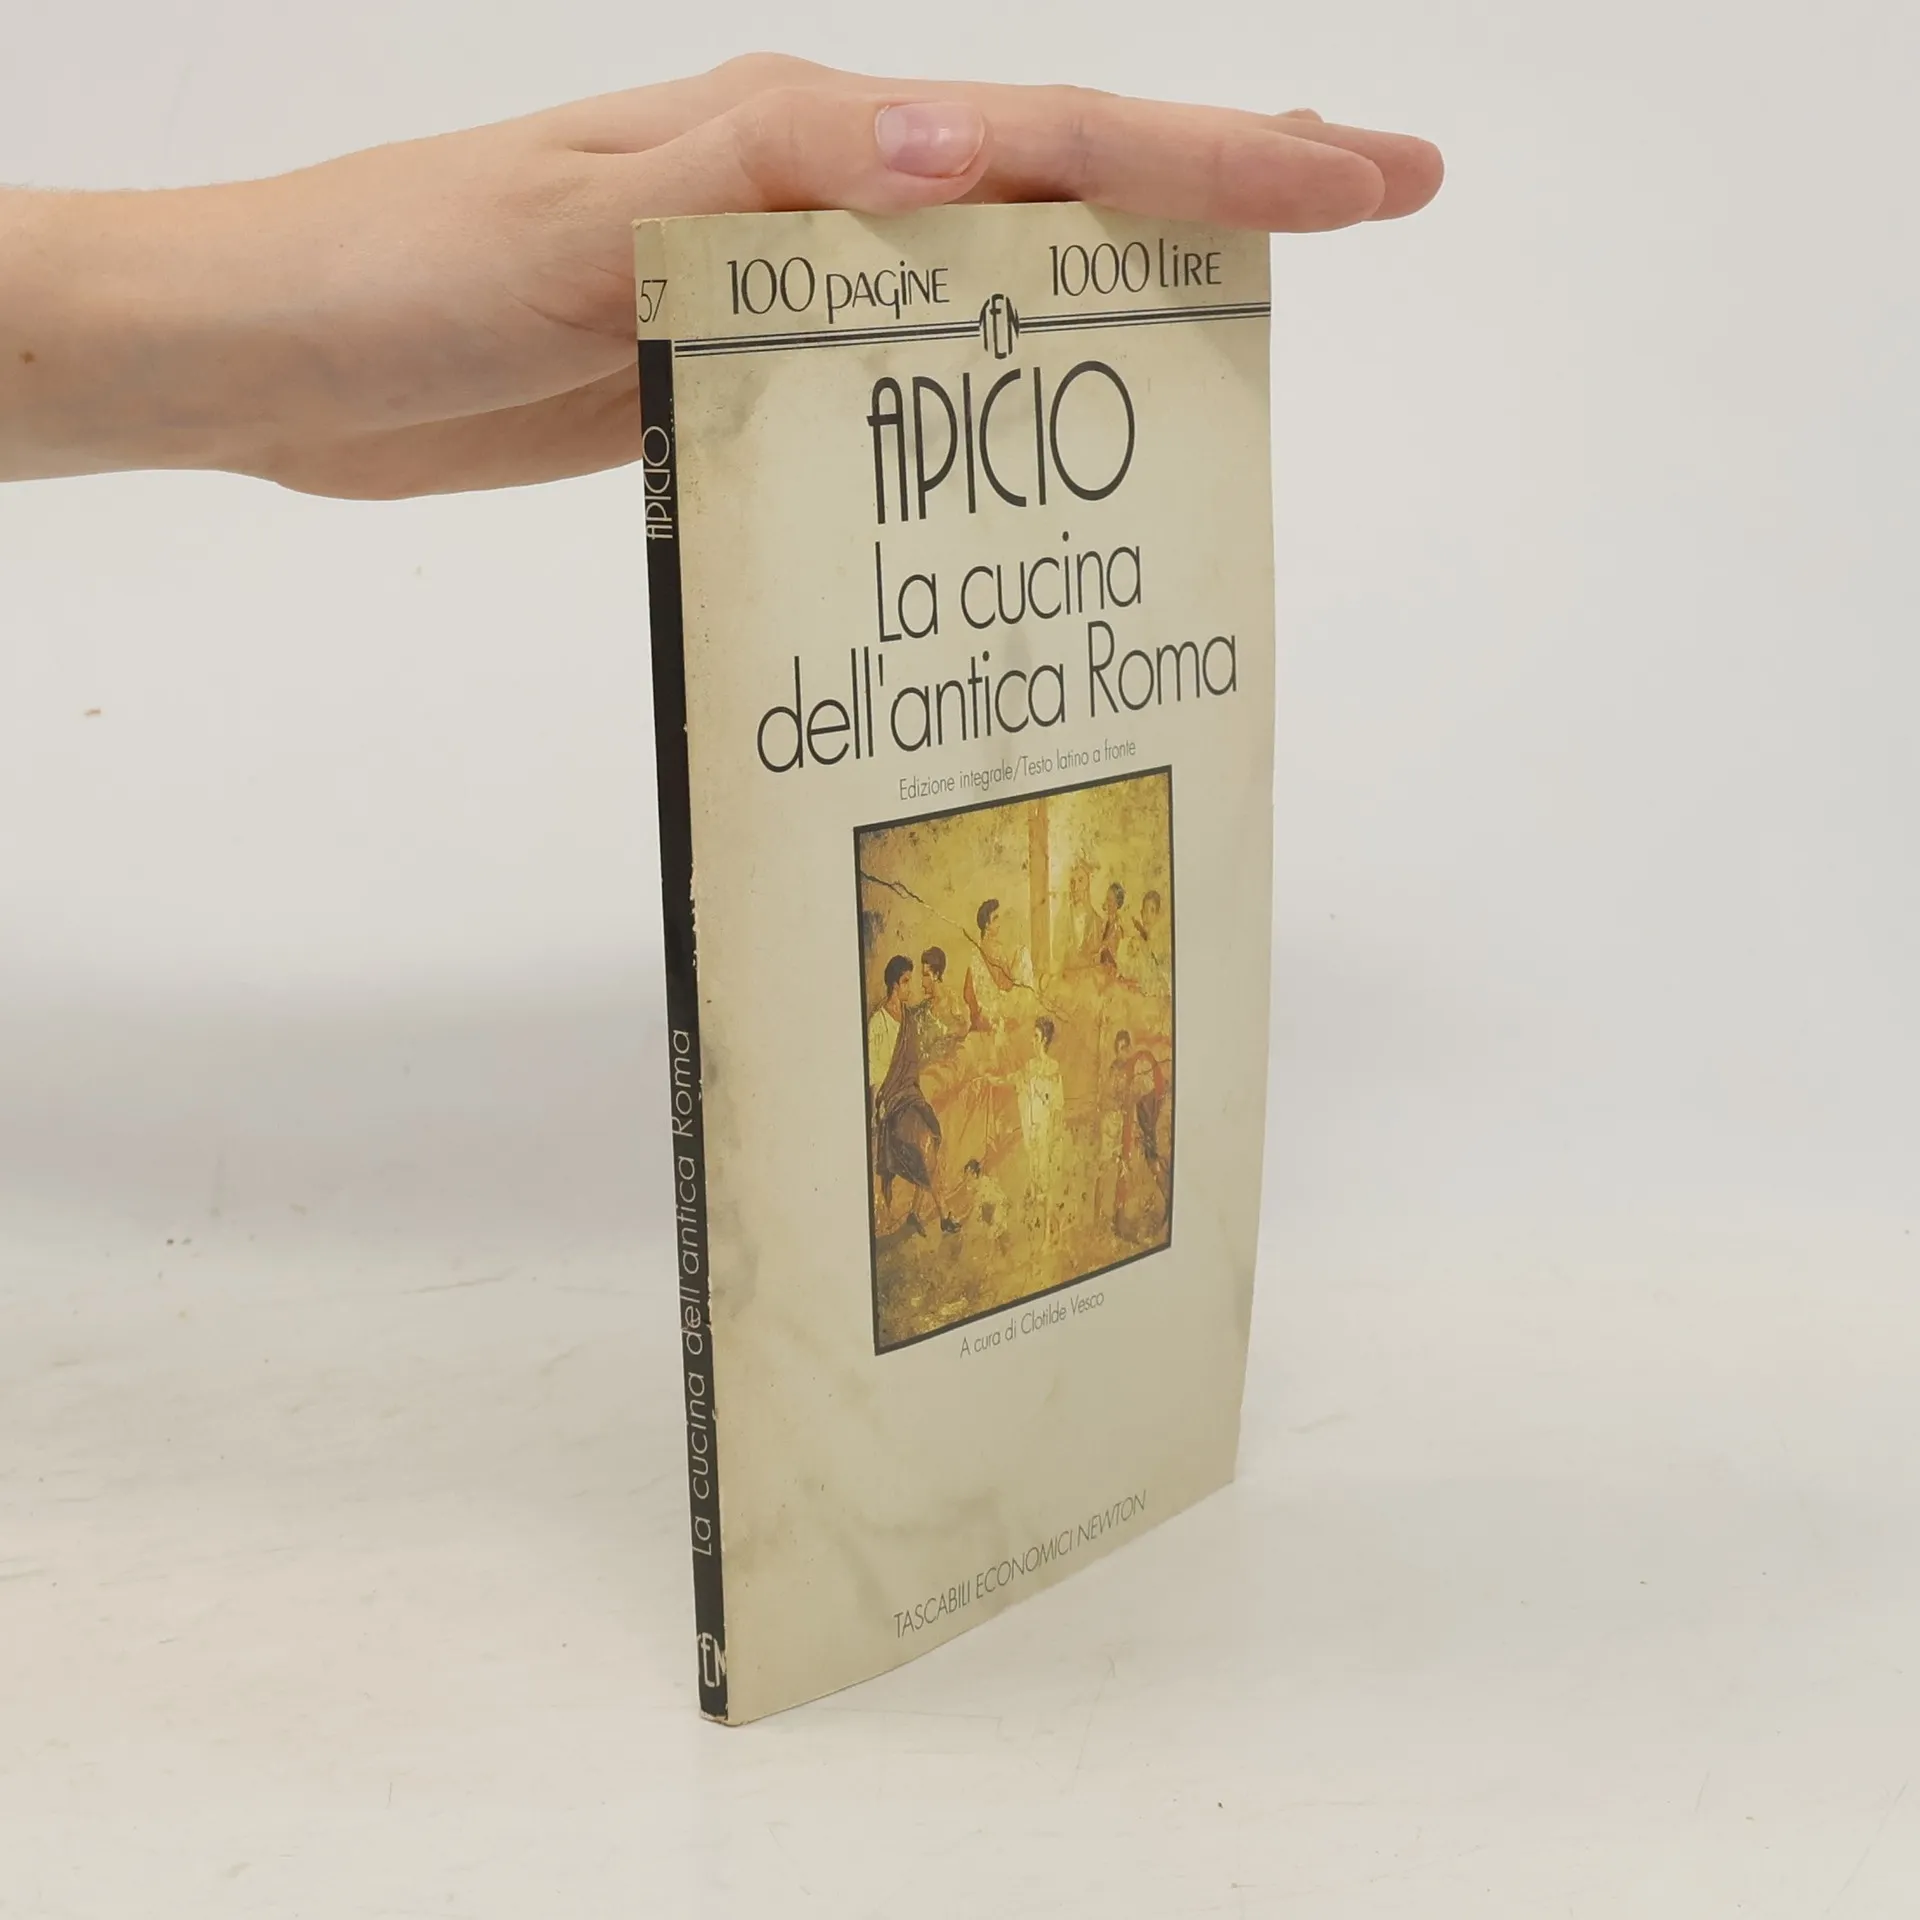 57
100 pagine
1000 lire
TEN
APICIO
La cucina
dell'antica Roma
Edizione integrale/Testo latino a fronte
A cura di Clotilde Vesco
TASCABILI ECONOMICI NEWTON
APICIO
La cucina dell'antica Roma
TEN